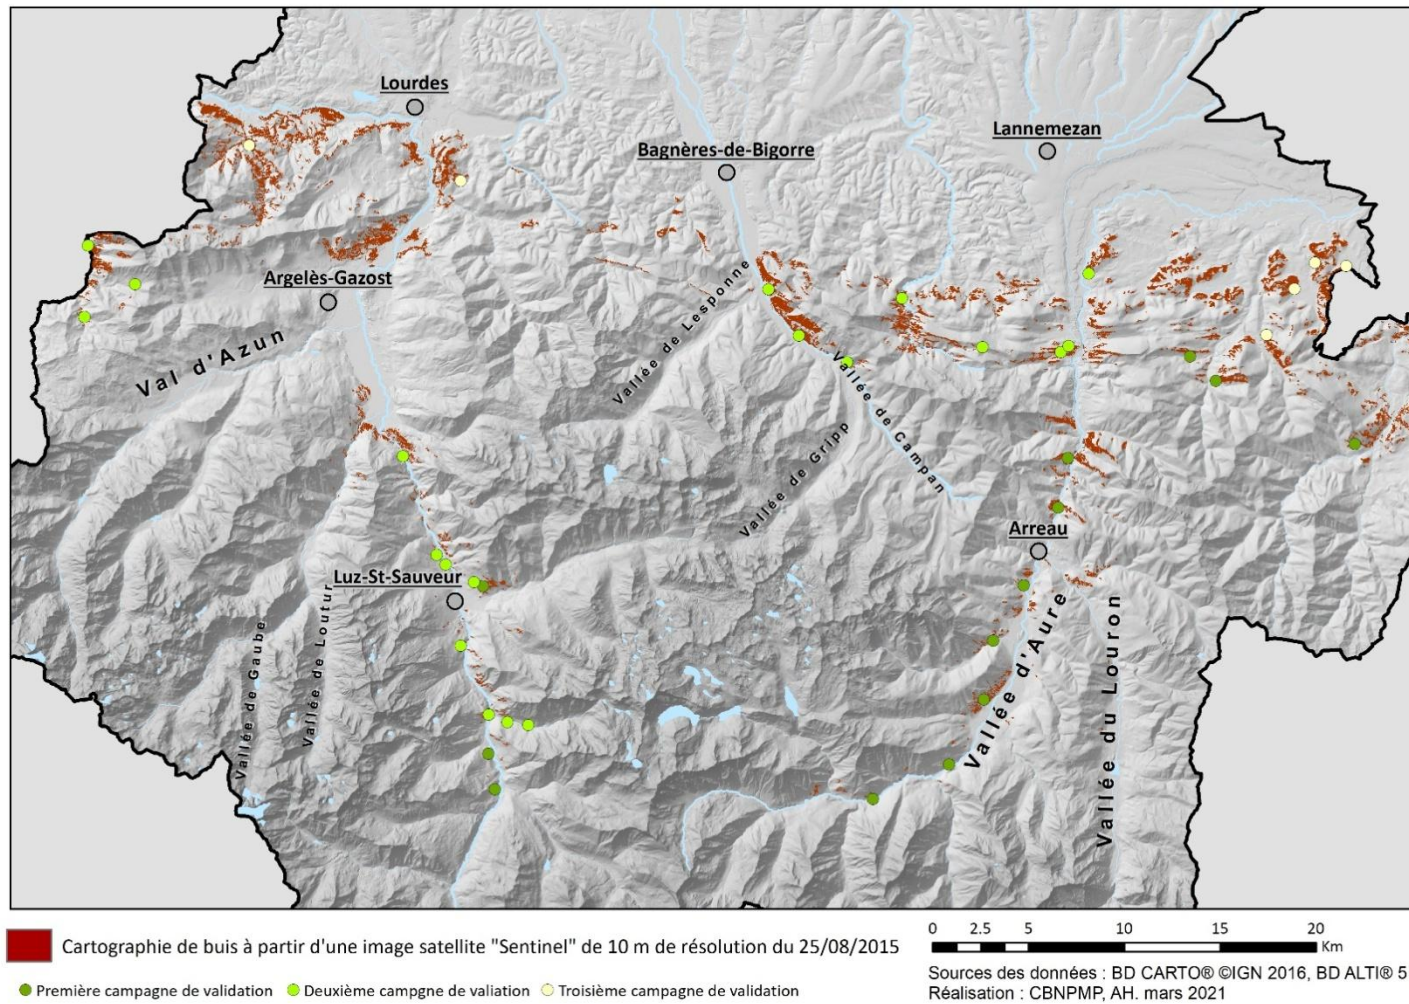 Lourdes
Lannemezan
Bagnères-de-Bigorre
Argelès-Gazost
Val d'Azun
Vallée de Lesponne
Vallée de Campan
Vallée de Gripp
Arreau
Luz-St-Sauveur
Vallée de Gaube
Vallée de Loutur
Vallée d'Aure
Vallée du Louron
Cartographie de buis à partir d'une image satellite "Sentinel" de 10 m de résolution du 25/08/2015
0 2.5 5 10 15 20
Km
Première campagne de validation Deuxième campgne de valiation Troisième campagne de validation
Sources des données : BD CARTO® ©IGN 2016, BD ALTI® 5
Réalisation : CBNPMP, AH. mars 2021